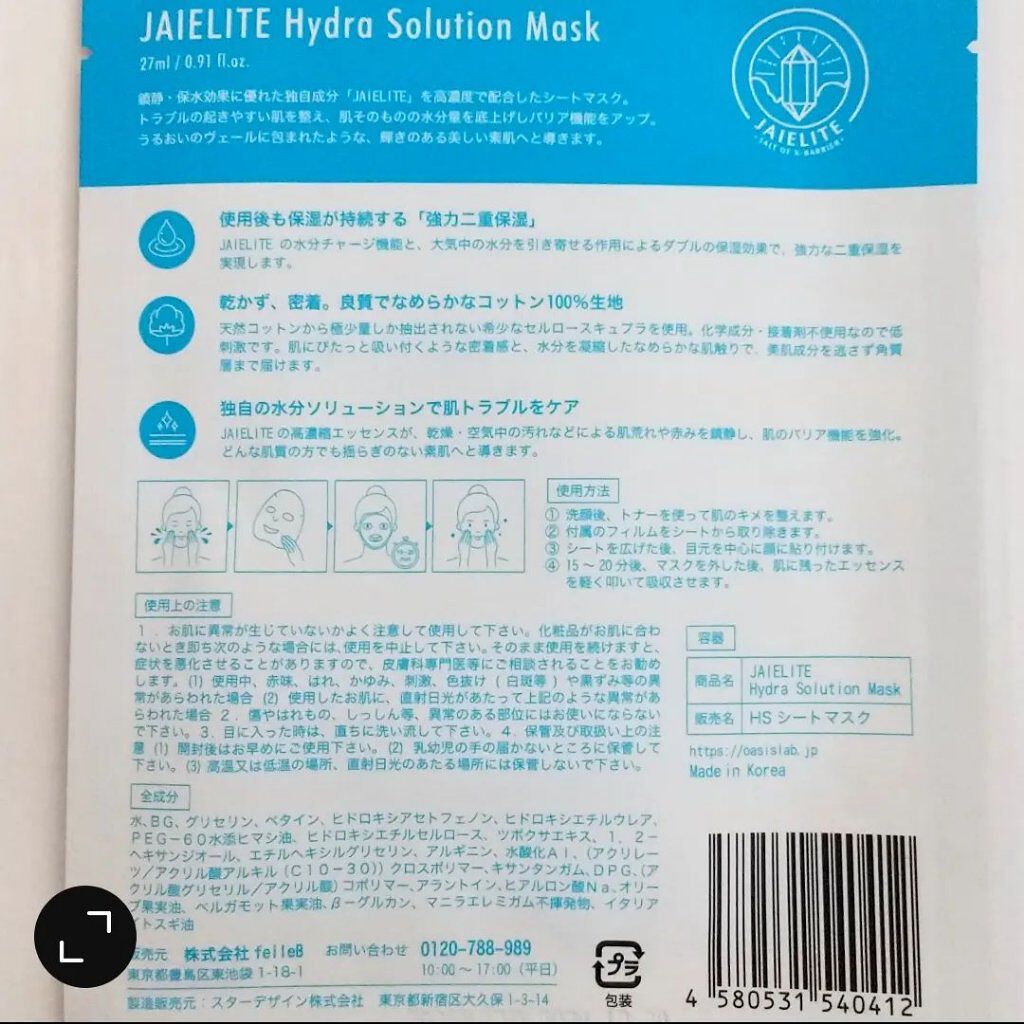 JAIELITE Hydra Solution Mask
27ml / 0.91 fl.oz.
鎮静・保水効果に優れた独自成分「JAIELITE」を高濃度で配合したシートマスク。
トラブルの起きやすい肌を整え、肌そのものの水分量を底上げしバリア機能をアップ。
うるおいのヴェールに包まれたような、輝きのある美しい素肌へと導きます。
JAIELITE
使用後も保湿が持続する「強力二重保湿」
JAIELITE の水分チャージ機能と、大気中の水分を引き寄せる作用によるダブルの保湿効果で、強力な二重保湿を
実現します。
乾かず、密着。良質でなめらかなコットン100%生地
天然コットンから極少量しか抽出されない希少なセルロースキュプラを使用。化学成分・接着剤不使用なので低
刺激です。肌にぴたっと吸い付くような密着感と、水分を凝縮したなめらかな肌触りで、美肌成分を逃さず角質
層まで届けます。
独自の水分ソリューションで肌トラブルをケア
JAIELITEの高濃縮エッセンスが、乾燥・空気中の汚れなどによる肌荒れや赤みを鎮静し、肌のバリア機能を強化。
どんな肌質の方でも揺らぎのない素肌へと導きます。
使用方法
① 洗顔後、トナーを使って肌のキメを整えます。
② 付属のフィルムをシートから取り除きます。
③ シートを広げた後、目元を中心に顔に貼り付けます。
④ 15～20分後、マスクを外した後、肌に残ったエッセンス
を軽く叩いて吸収させます。
使用上の注意
1．お肌に異常が生じていないかよく注意して使用して下さい。化粧品がお肌に合わ
ないとき即ち次のような場合には、使用を中止して下さい。そのまま使用を続けますと、
症状を悪化させることがありますので、皮膚科専門医等にご相談されることをお勧め
します。(1) 使用中、赤味、はれ、かゆみ、刺激、色抜け（白斑等）や黒ずみ等の異
常があらわれた場合 (2) 使用したお肌に、直射日光があたって上記のような異常があ
らわれた場合 2．傷やはれもの、しっしん等、異常のある部位にはお使いにならない
で下さい。3．目に入った時は、直ちに洗い流して下さい。4．保管及び取扱い上の注
意 (1) 開封後はお早めにご使用下さい。(2) 乳幼児の手の届かないところに保管して
下さい。(3) 高温又は低温の場所、直射日光のあたる場所には保管しないで下さい。
容器
商品名 JAIELITE
Hydra Solution Mask
販売名 HS シートマスク
https://oasislab.jp
Made in Korea
全成分
水、BG、グリセリン、ベタイン、ヒドロキシアセトフェノン、ヒドロキシエチルウレア、
PEG－60水添ヒマシ油、ヒドロキシエチルセルロース、ツボクサエキス、1，2－
ヘキサンジオール、エチルヘキシルグリセリン、アルギニン、水酸化Al、（アクリレー
ツ／アクリル酸アルキル（C10－30））クロスポリマー、キサンタンガム、DPG、（ア
クリル酸グリセリル／アクリル酸）コポリマー、アラントイン、ヒアルロン酸Na、オリー
ブ果実油、ベルガモット果実油、β－グルカン、マニラエレミガム不揮発物、イタリア
イトスギ油
販売元 株式会社 feileB お問い合わせ 0120-788-989
東京都豊島区東池袋 1-18-1 10:00 〜 17:00 (平日)
製造販売元：スターデザイン株式会社 東京都新宿区大久保 1-3-14
プラ
包装
4 580531 540412